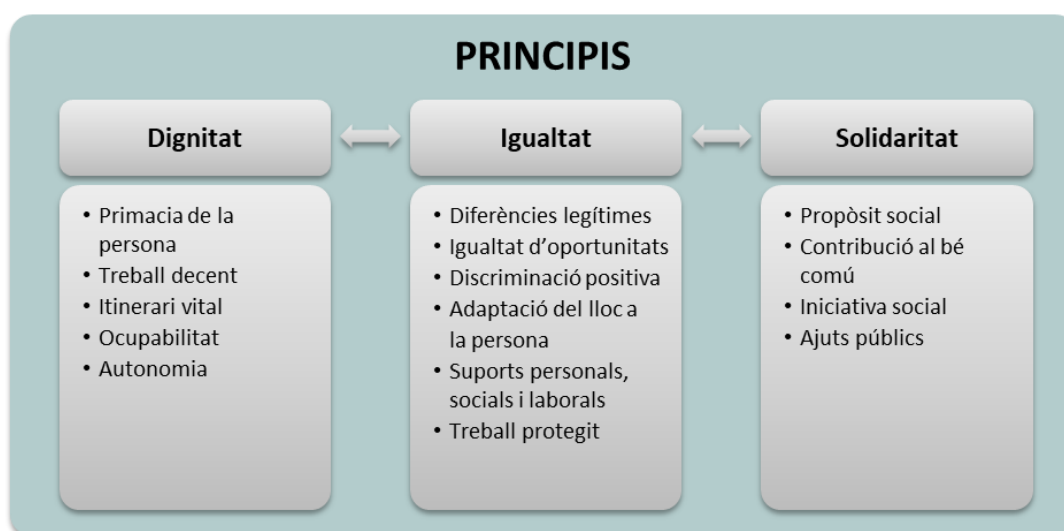 PRINCIPIS
Dignitat
Igualtat
Solidaritat
• Primacia de la
persona
• Treball decent
• Itinerari vital
• Ocupabilitat
• Autonomia
• Diferències legítimes
• Igualtat d'oportunitats
• Discriminació positiva
• Adaptació del lloc a
la persona
• Suports personals,
socials i laborals
• Treball protegit
• Propòsit social
• Contribució al bé
comú
• Iniciativa social
• Ajuts públics